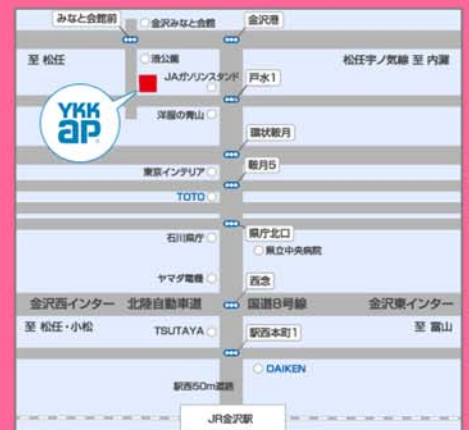 みなと会館前
金沢みなと会館
金沢港
至 松任
港公園
松任宇ノ気線 至 内灘
JAガソリンスタンド
戸水1
YKK
ap
洋服の青山
環状鞍月
鞍月5
東京インテリア
TOTO
県庁北口
石川県庁
県立中央病院
ヤマダ電機
西念
金沢西インター
北陸自動車道
国道8号線
金沢東インター
至 松任・小松
TSUTAYA
駅西本町1
至 富山
DAIKEN
駅西50m道路
JR金沢駅